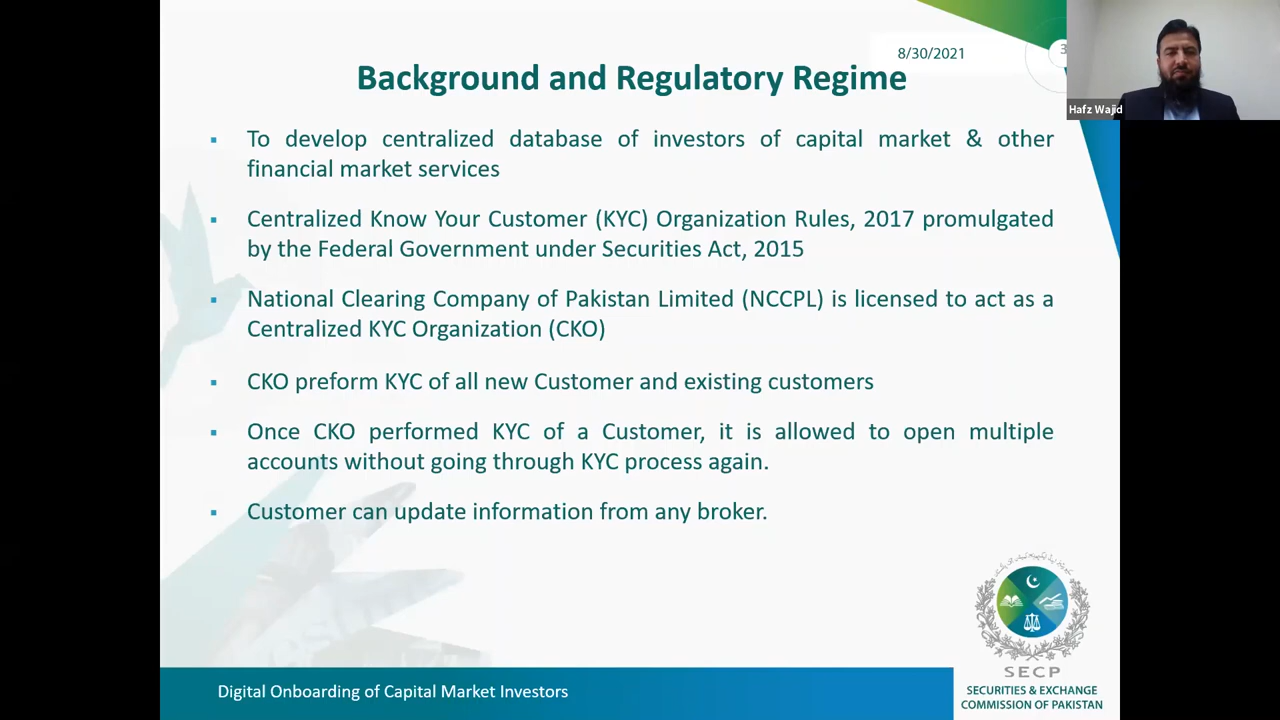 8/30/2021
3
Background and Regulatory Regime
Hafz Wajid
▪ To develop centralized database of investors of capital market & other
financial market services
▪ Centralized Know Your Customer (KYC) Organization Rules, 2017 promulgated
by the Federal Government under Securities Act, 2015
▪ National Clearing Company of Pakistan Limited (NCCPL) is licensed to act as a
Centralized KYC Organization (CKO)
▪ CKO preform KYC of all new Customer and existing customers
▪ Once CKO performed KYC of a Customer, it is allowed to open multiple
accounts without going through KYC process again.
▪ Customer can update information from any broker.
SECP
SECURITIES & EXCHANGE
COMMISSION OF PAKISTAN
Digital Onboarding of Capital Market Investors